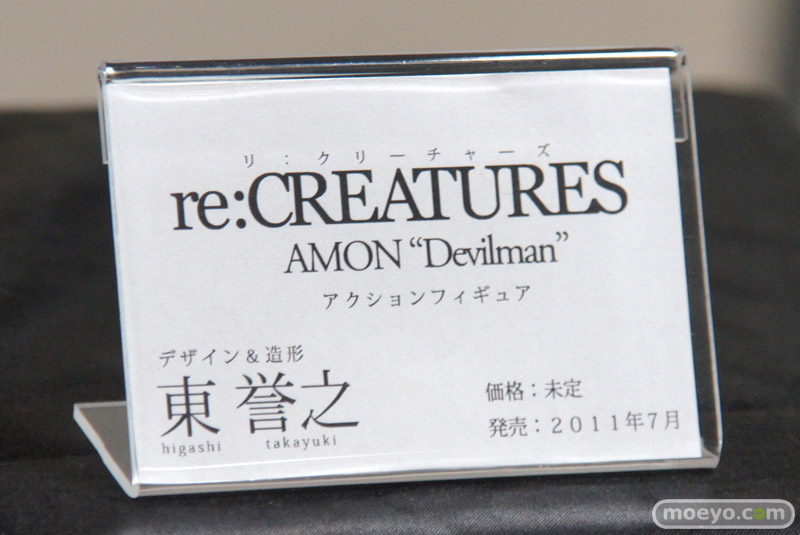 リ：クリーチャーズ
re:CREATURES
AMON “Devilman”
アクションフィギュア
デザイン＆造形
東 誉之
higashi takayuki
価格：未定
発売：２０１１年７月
moeyo.com